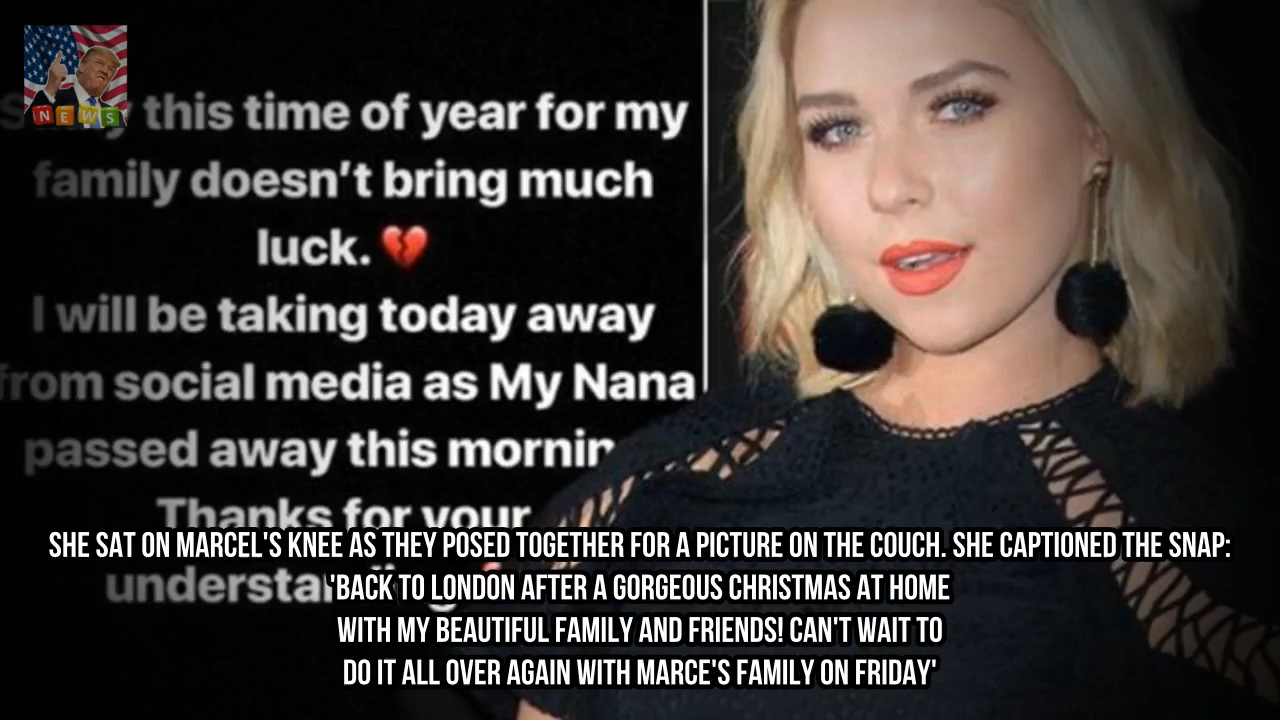 NEWS
this time of year for my
family doesn't bring much
luck. 💔
I will be taking today away
from social media as My Nana
passed away this
Thanks for your
SHE SAT ON MARCEL'S KNEE AS THEY POSED TOGETHER FOR A PICTURE ON THE COUCH. SHE CAPTIONED THE SNAP:
'BACK TO LONDON AFTER A GORGEOUS CHRISTMAS AT HOME
WITH MY BEAUTIFUL FAMILY AND FRIENDS! CAN'T WAIT TO
DO IT ALL OVER AGAIN WITH MARCE'S FAMILY ON FRIDAY'